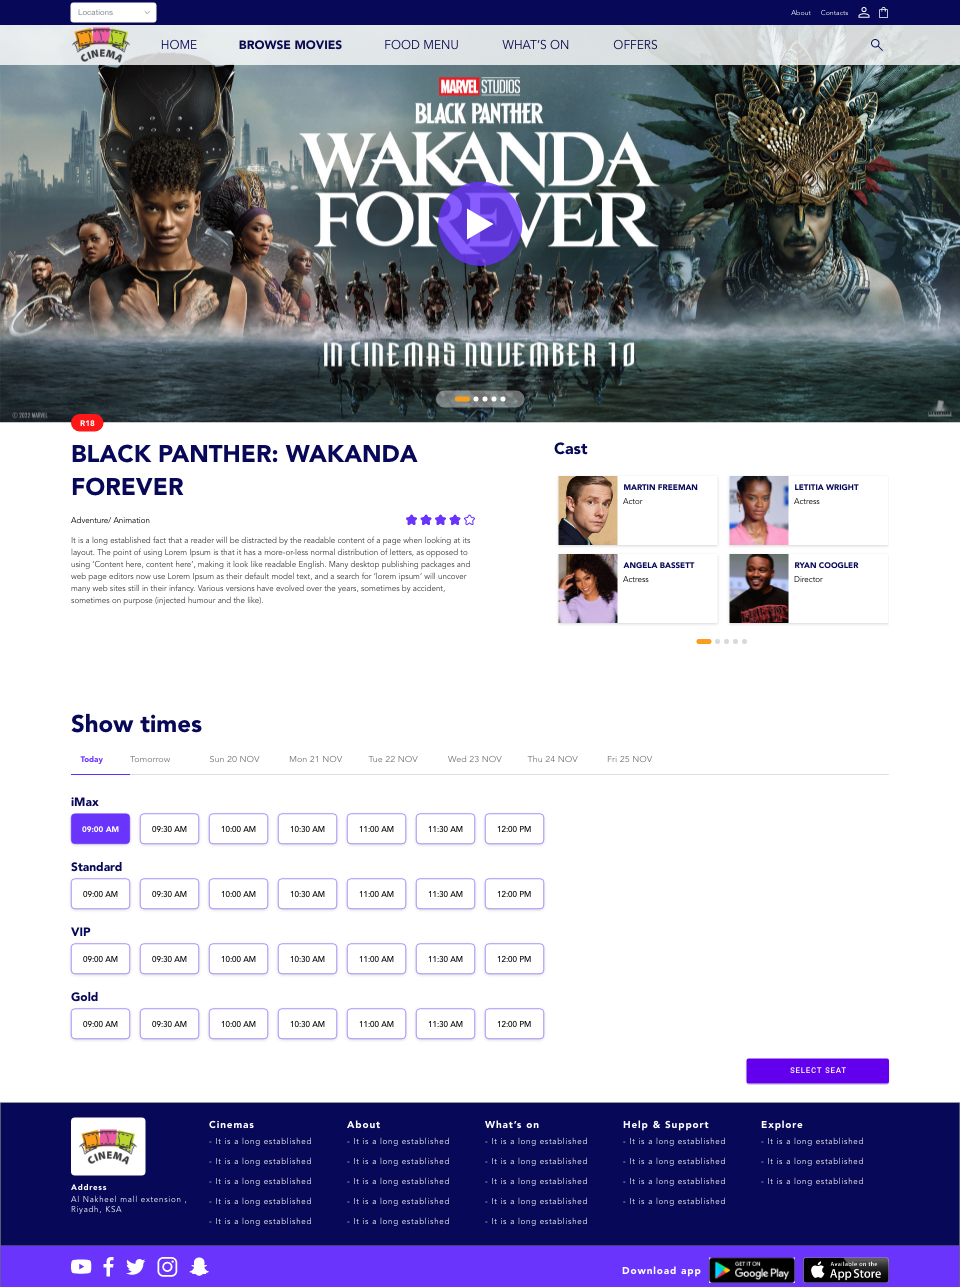 Locations
About
Contacts
MUVI CINEMA
HOME
BROWSE MOVIES
FOOD MENU
WHAT'S ON
OFFERS
MARVEL STUDIOS
BLACK PANTHER
WAKANDA
FOREVER
IN CINEMAS NOVEMBER 10
© 2022 MARVEL
R18
BLACK PANTHER: WAKANDA
FOREVER
Adventure/ Animation
It is a long established fact that a reader will be distracted by the readable content of a page when looking at its
layout. The point of using Lorem Ipsum is that it has a more-or-less normal distribution of letters, as opposed to
using 'Content here, content here', making it look like readable English. Many desktop publishing packages and
web page editors now use Lorem Ipsum as their default model text, and a search for 'lorem ipsum' will uncover
many web sites still in their infancy. Various versions have evolved over the years, sometimes by accident,
sometimes on purpose (injected humour and the like).
Cast
MARTIN FREEMAN
Actor
LETITIA WRIGHT
Actress
ANGELA BASSETT
Actress
RYAN COOGLER
Director
Show times
Today Tomorrow Sun 20 NOV Mon 21 NOV Tue 22 NOV Wed 23 NOV Thu 24 NOV Fri 25 NOV
iMax
09:00 AM 09:30 AM 10:00 AM 10:30 AM 11:00 AM 11:30 AM 12:00 PM
Standard
09:00 AM 09:30 AM 10:00 AM 10:30 AM 11:00 AM 11:30 AM 12:00 PM
VIP
09:00 AM 09:30 AM 10:00 AM 10:30 AM 11:00 AM 11:30 AM 12:00 PM
Gold
09:00 AM 09:30 AM 10:00 AM 10:30 AM 11:00 AM 11:30 AM 12:00 PM
SELECT SEAT
MUVI CINEMA
Address
Al Nakheel mall extension ,
Riyadh, KSA
Cinemas
- It is a long established
- It is a long established
- It is a long established
- It is a long established
- It is a long established
About
- It is a long established
- It is a long established
- It is a long established
- It is a long established
- It is a long established
What's on
- It is a long established
- It is a long established
- It is a long established
- It is a long established
- It is a long established
Help & Support
- It is a long established
- It is a long established
- It is a long established
- It is a long established
Explore
- It is a long established
- It is a long established
- It is a long established
Download app
GET IT ON
Google Play
Available on the
App Store